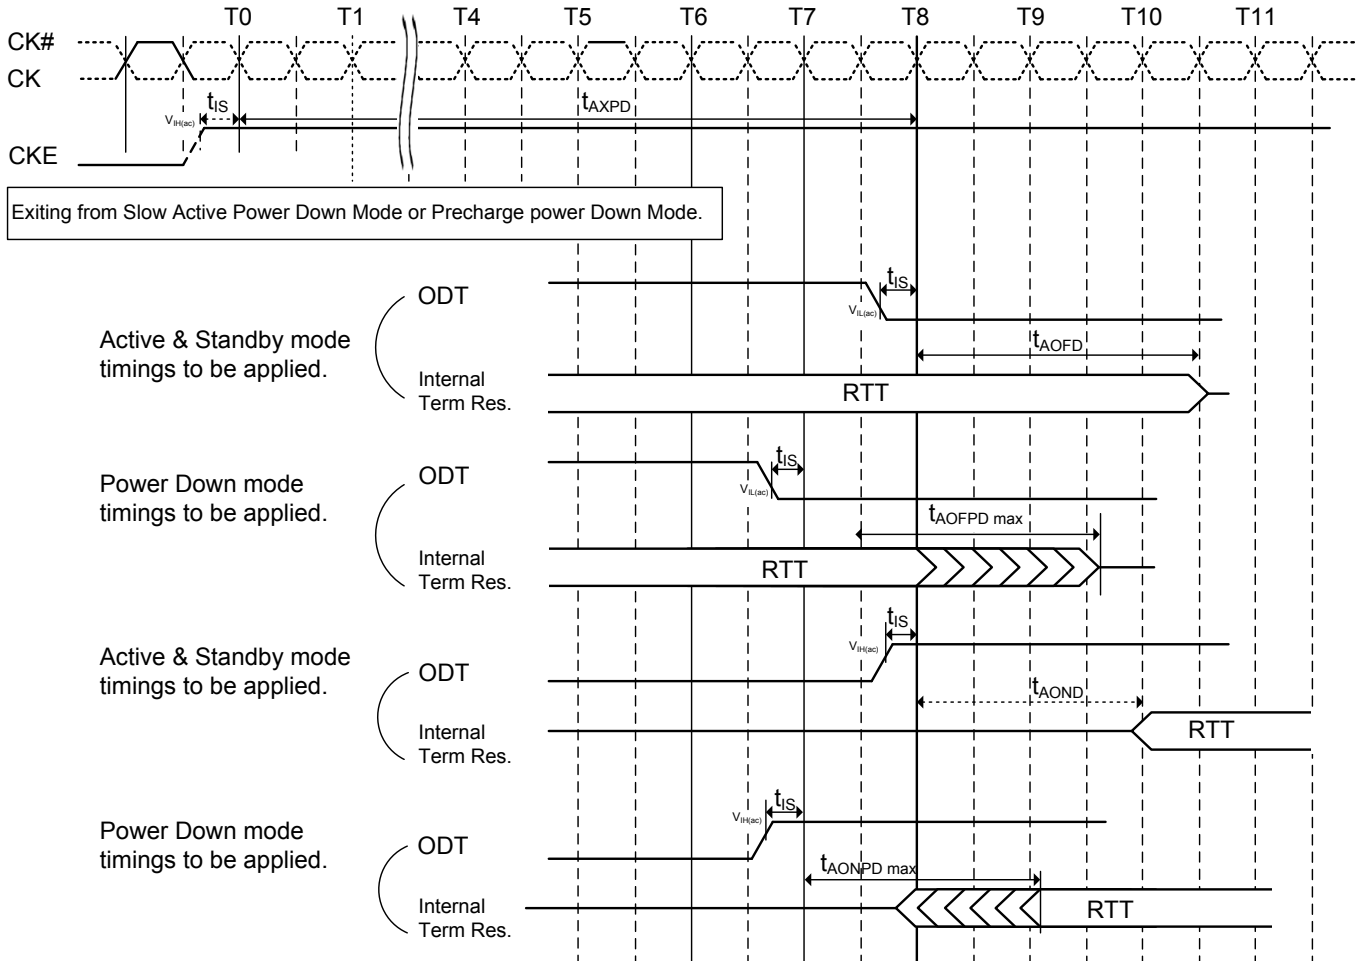 T0 T1 T4 T5 T6 T7 T8 T9 T10 T11
CK#
CK
tIS
tAXPD
VIH(ac)
CKE
Exiting from Slow Active Power Down Mode or Precharge power Down Mode.
tIS
ODT
VIL(ac)
Active & Standby mode
timings to be applied.
tAOFD
Internal
Term Res.
RTT
tIS
ODT
VIL(ac)
Power Down mode
timings to be applied.
tAOFPD max
Internal
Term Res.
RTT
tIS
VIH(ac)
Active & Standby mode
timings to be applied.
ODT
tAOND
Internal
Term Res.
RTT
tIS
VIH(ac)
Power Down mode
timings to be applied.
ODT
tAONPD max
Internal
Term Res.
RTT